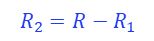 R₂ = R − R₁